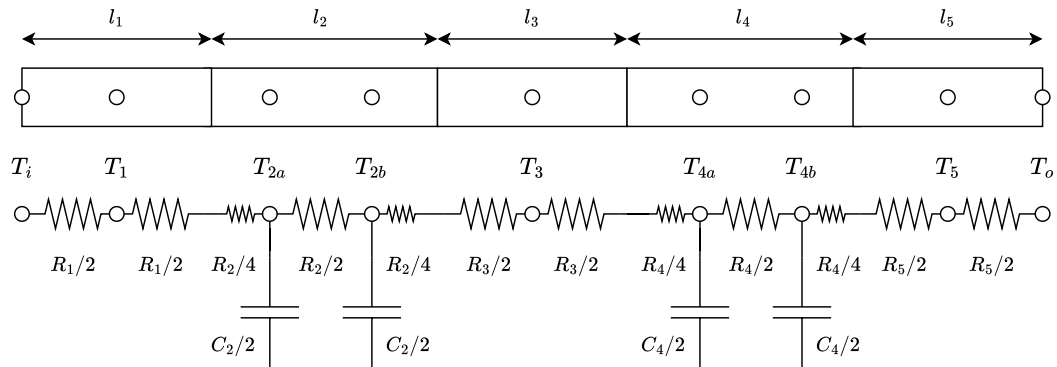 l₁ l₂ l₃ l₄ l₅
Tᵢ T₁ T₂ₐ T₂b T₃ T₄ₐ T₄b T₅ Tₒ
R₁/2 R₁/2 R₂/4 R₂/2 R₂/4 R₃/2 R₃/2 R₄/4 R₄/2 R₄/4 R₅/2 R₅/2
C₂/2 C₂/2 C₄/2 C₄/2